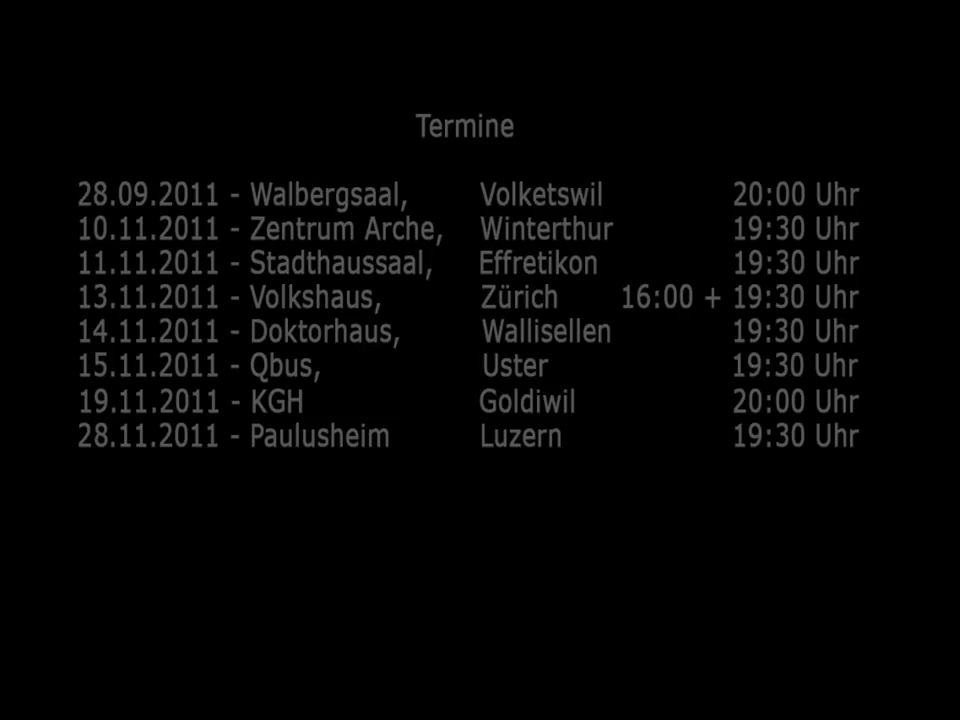 Termine
28.09.2011 - Walbergsaal, Volketswil 20:00 Uhr
10.11.2011 - Zentrum Arche, Winterthur 19:30 Uhr
11.11.2011 - Stadthaussaal, Effretikon 19:30 Uhr
13.11.2011 - Volkshaus, Zürich 16:00 + 19:30 Uhr
14.11.2011 - Doktorhaus, Wallisellen 19:30 Uhr
15.11.2011 - Qbus, Uster 19:30 Uhr
19.11.2011 - KGH Goldiwil 20:00 Uhr
28.11.2011 - Paulusheim Luzern 19:30 Uhr